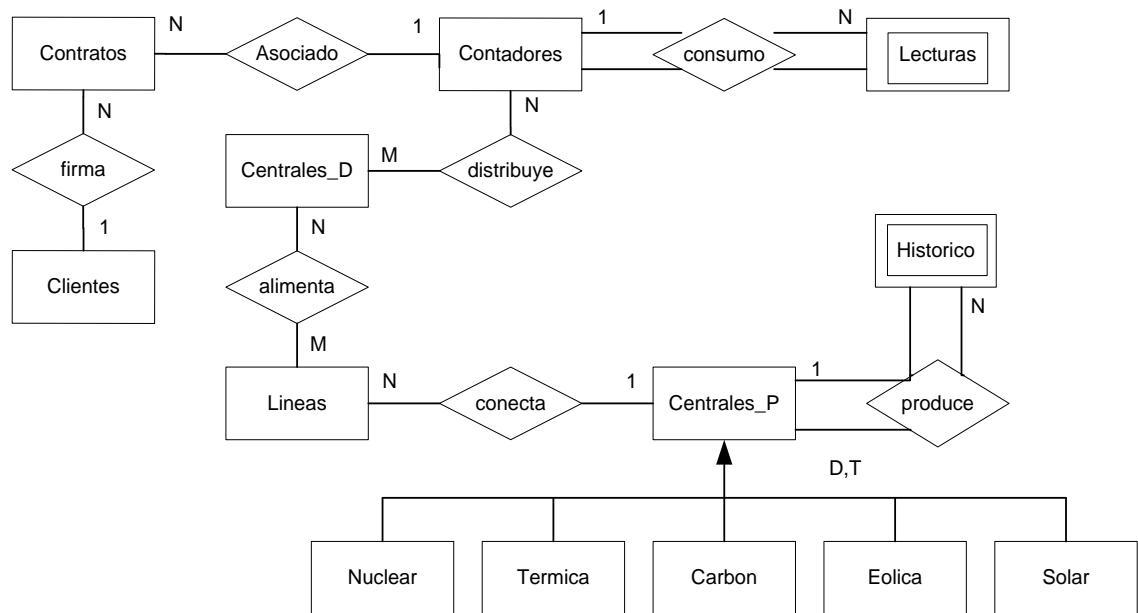 N
1
1
N
Contratos
Asociado
Contadores
consumo
Lecturas
N
N
firma
Centrales_D
M
distribuye
1
N
Clientes
alimenta
Historico
N
M
Lineas
N
conecta
1
Centrales_P
1
produce
D,T
Nuclear
Termica
Carbon
Eolica
Solar